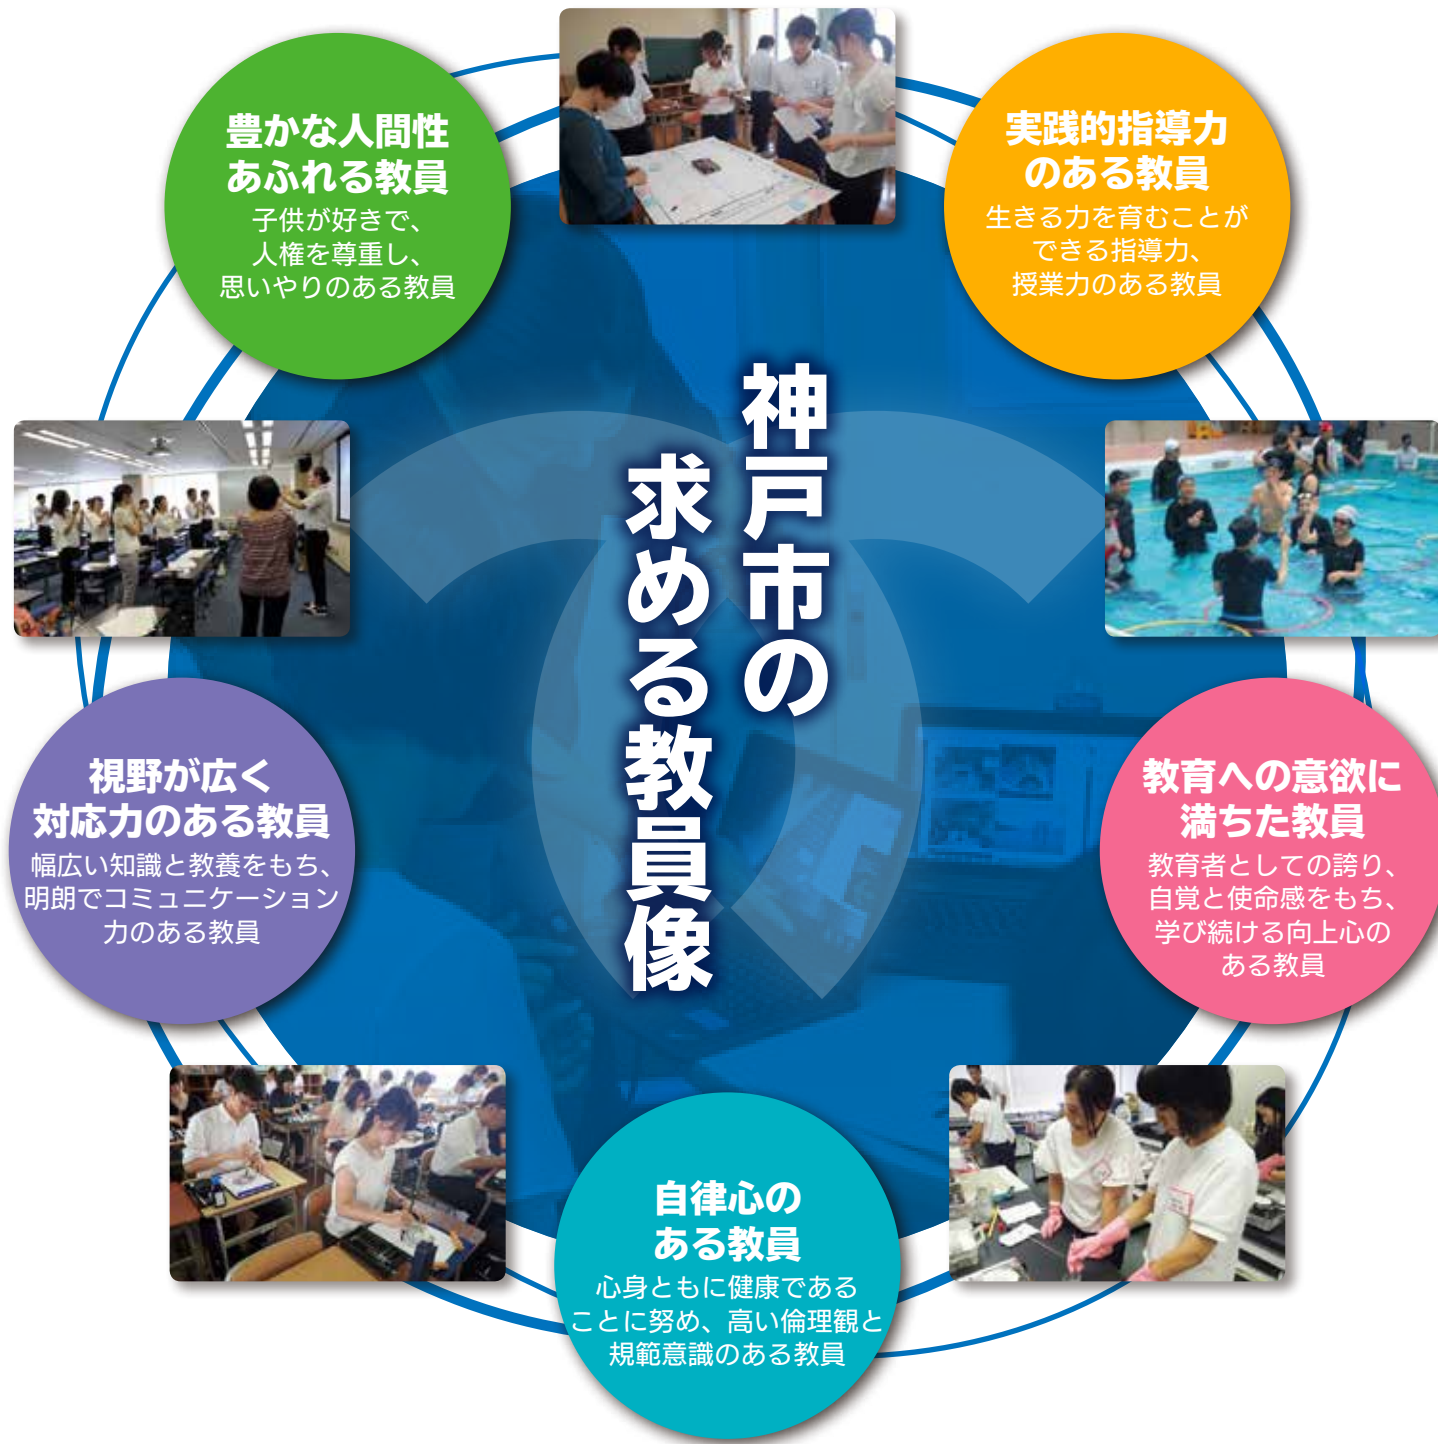 神戸市の
求める教員像
豊かな人間性
あふれる教員
子供が好きで、
人権を尊重し、
思いやりのある教員
実践的指導力
のある教員
生きる力を育むことが
できる指導力、
授業力のある教員
視野が広く
対応力のある教員
幅広い知識と教養をもち、
明朗でコミュニケーション
力のある教員
教育への意欲に
満ちた教員
教育者としての誇り、
自覚と使命感をもち、
学び続ける向上心の
ある教員
自律心の
ある教員
心身ともに健康である
ことに努め、高い倫理観と
規範意識のある教員